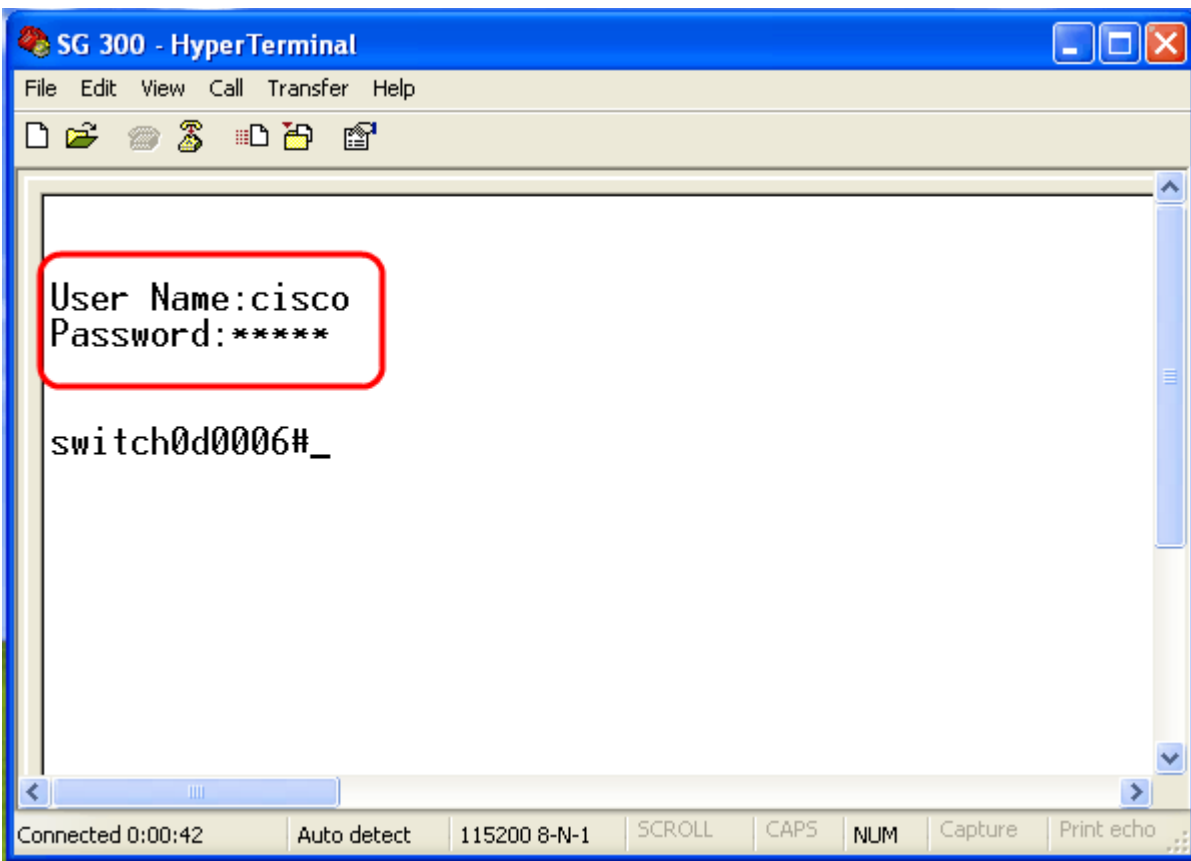 SG 300 - HyperTerminal
File Edit View Call Transfer Help
User Name:cisco
Password:*****
switch0d0006#_
Connected 0:00:42 Auto detect 115200 8-N-1 SCROLL CAPS NUM Capture Print echo